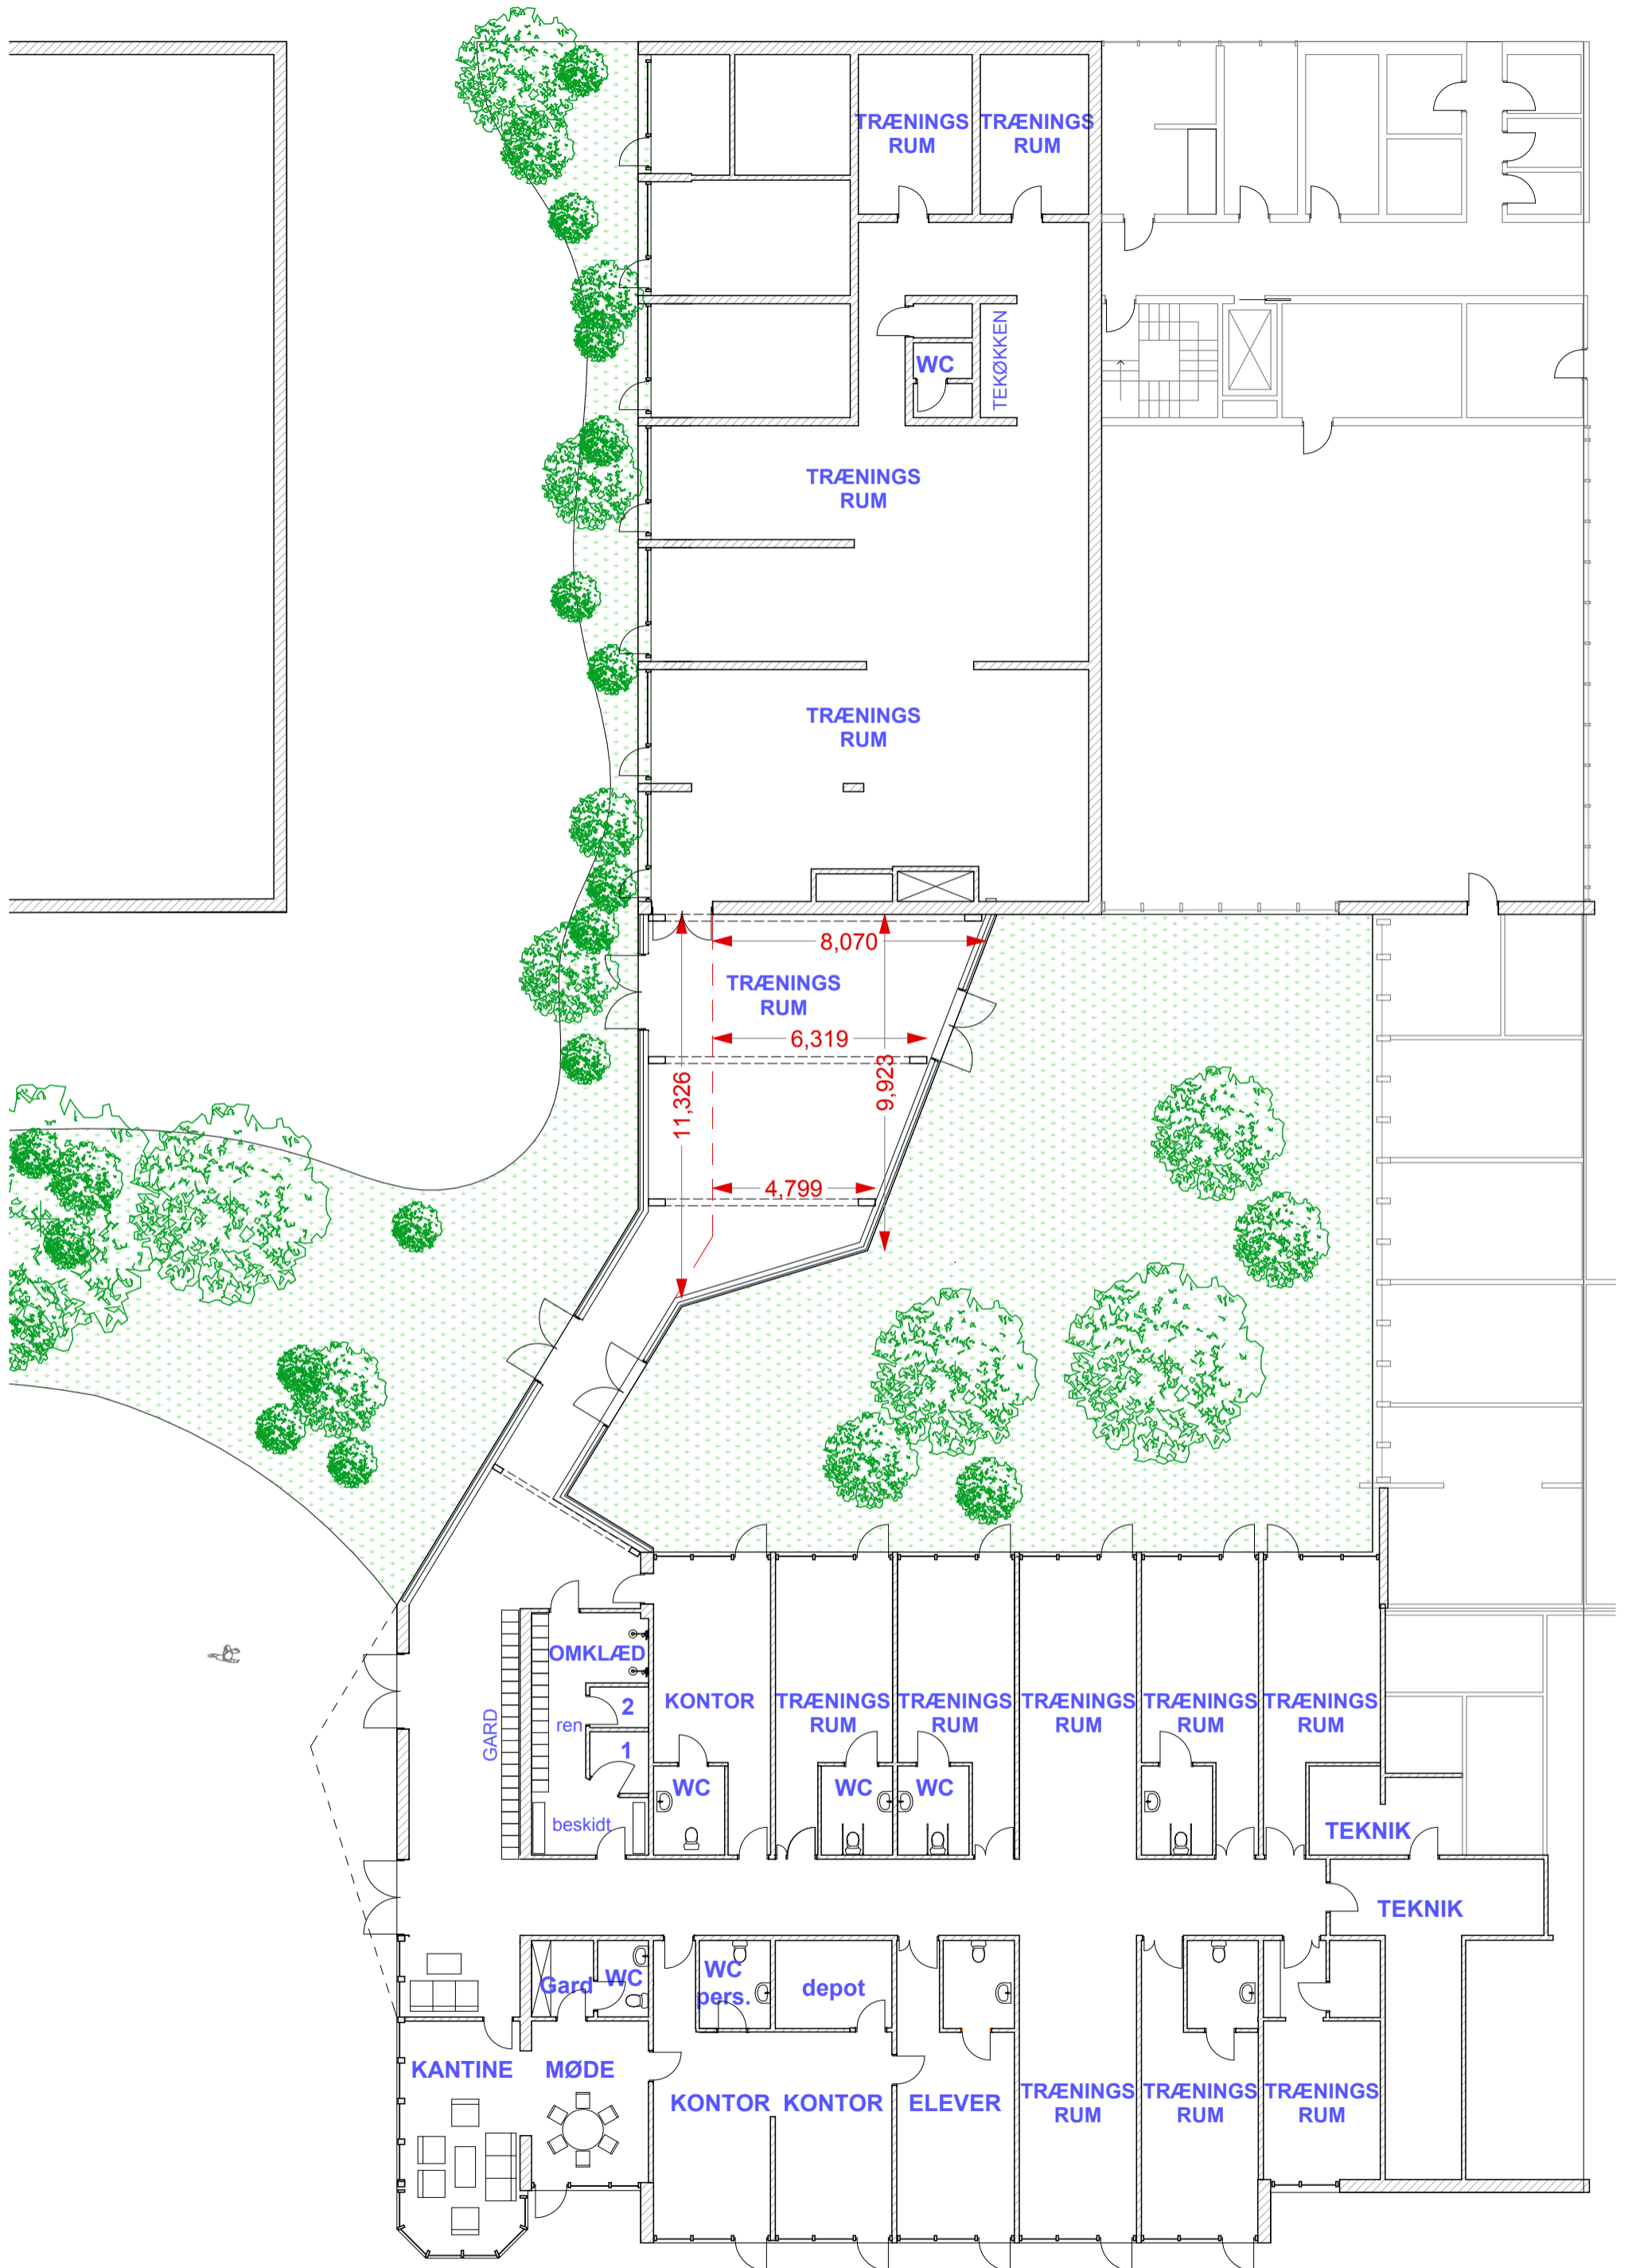 TRÆNINGS
RUM
TRÆNINGS
RUM
WC
TEKØKKEN
TRÆNINGS
RUM
TRÆNINGS
RUM
8,070
TRÆNINGS
RUM
6,319
11,326
9,923
4,799
OMKLÆD
2
ren
1
GARD
beskidt
KONTOR
TRÆNINGS
RUM
TRÆNINGS
RUM
TRÆNINGS
RUM
TRÆNINGS
RUM
TRÆNINGS
RUM
WC
WC
WC
TEKNIK
TEKNIK
Gard
WC
WC
pers.
depot
KANTINE
MØDE
KONTOR
KONTOR
ELEVER
TRÆNINGS
RUM
TRÆNINGS
RUM
TRÆNINGS
RUM